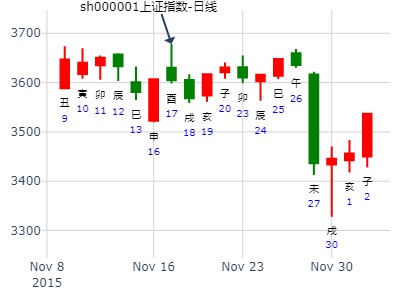 sh000001上证指数-日线
3700
3600
3500
3400
3300
丑
9
寅
10
卯
11
辰
12
巳
13
申
16
酉
17
戌
18
亥
19
子
20
卯
23
辰
24
巳
25
午
26
未
27
戌
30
亥
1
子
2
Nov 8
2015
Nov 16
Nov 23
Nov 30